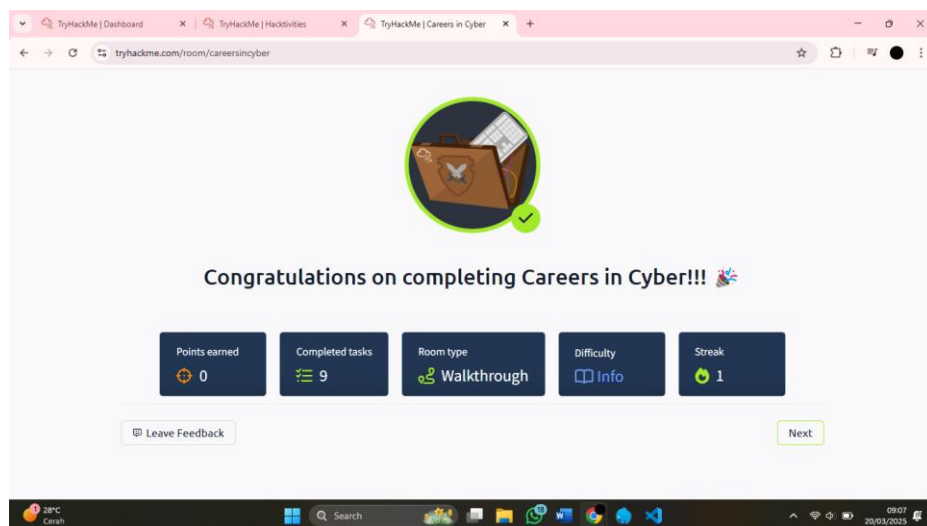 TryHackMe | Dashboard
TryHackMe | Hacktivities
TryHackMe | Careers in Cyber
tryhackme.com/room/careersincyber
Congratulations on completing Careers in Cyber!!!
Points earned
0
Completed tasks
9
Room type
Walkthrough
Difficulty
Info
Streak
1
Leave Feedback
Next
1
28°C
Cerah
Search
18
09:07
20/03/2025